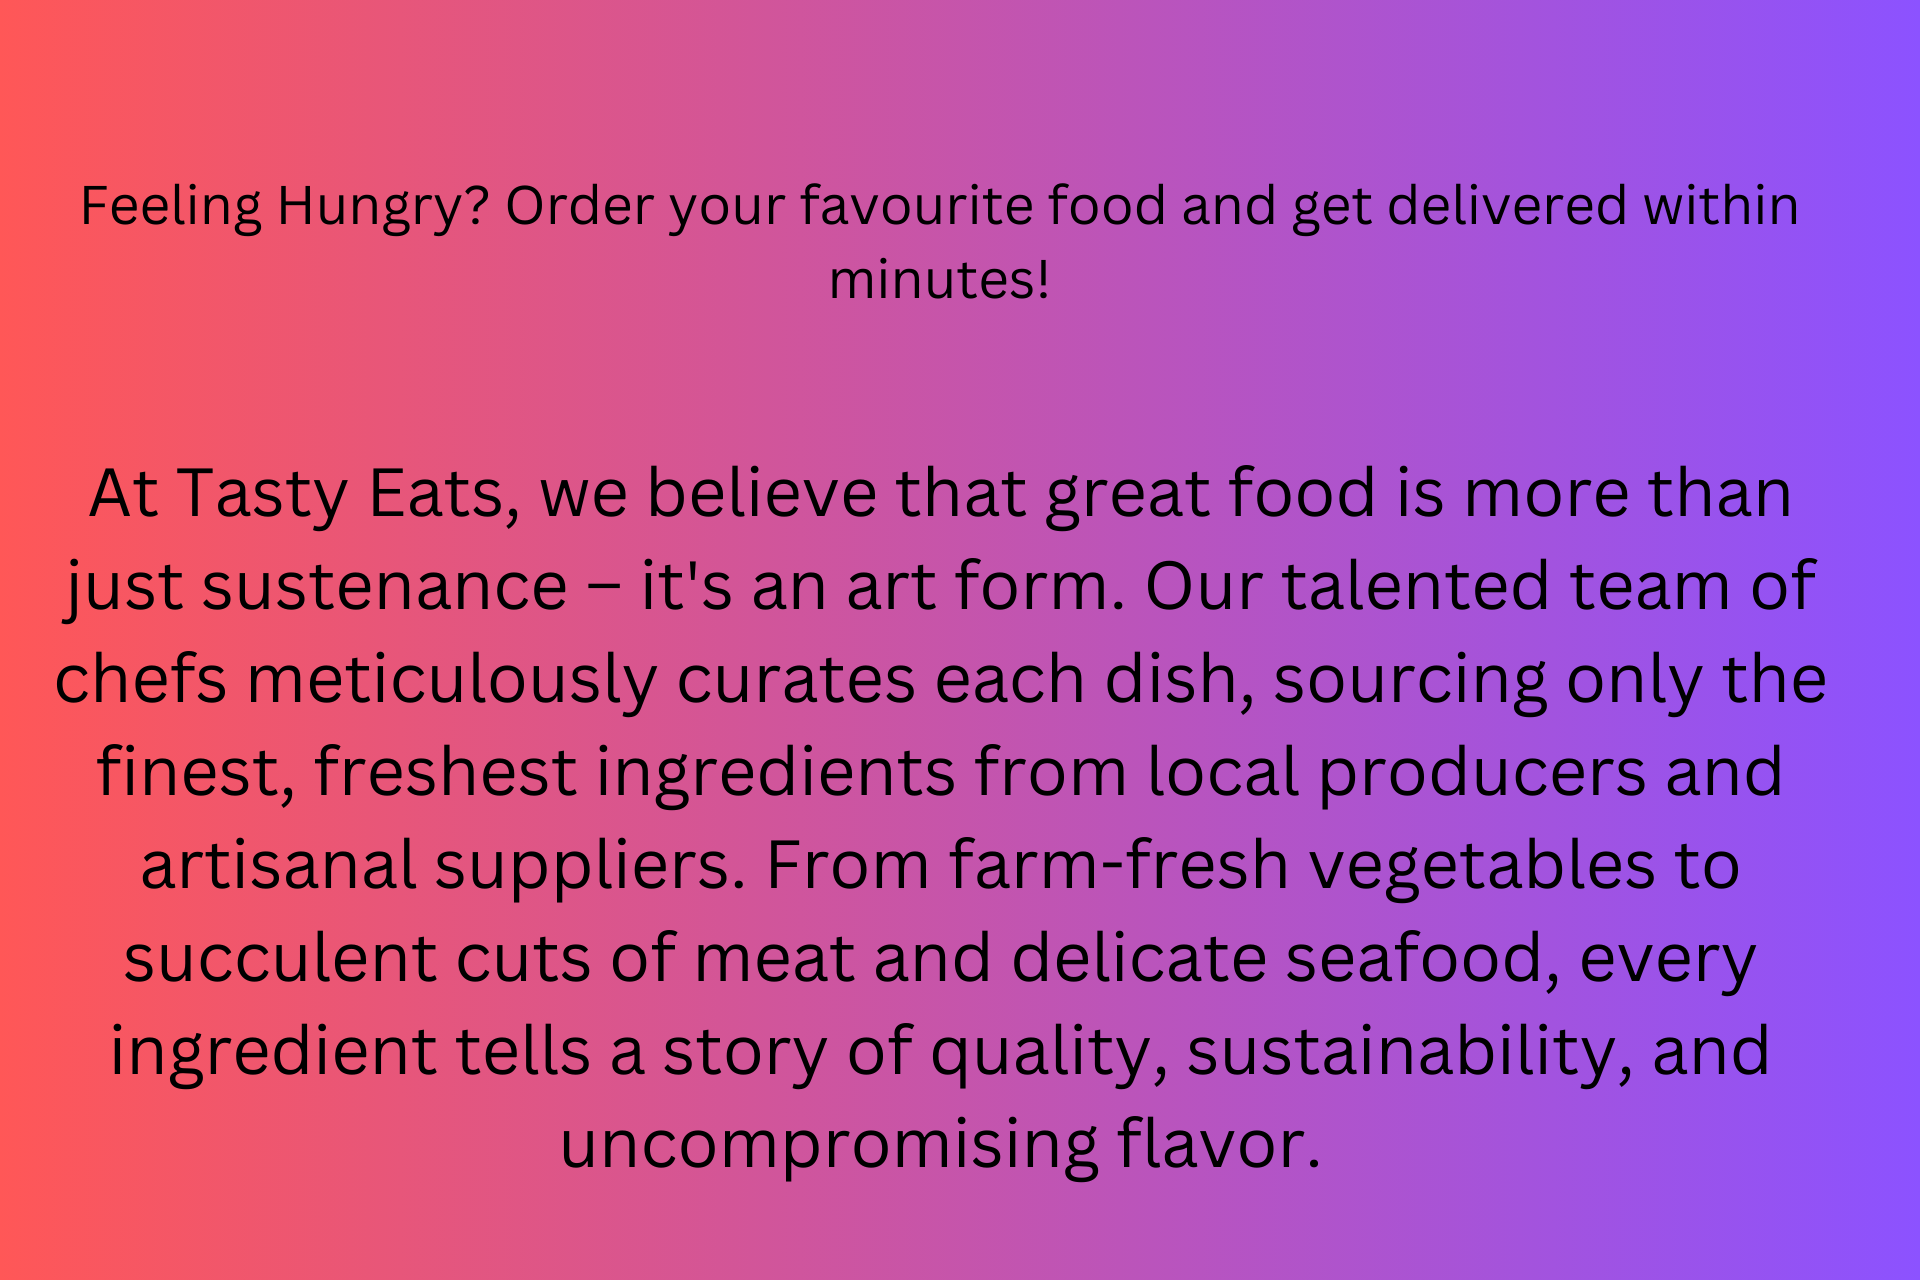 Feeling Hungry? Order your favourite food and get delivered within
minutes!
At Tasty Eats, we believe that great food is more than
just sustenance – it's an art form. Our talented team of
chefs meticulously curates each dish, sourcing only the
finest, freshest ingredients from local producers and
artisanal suppliers. From farm-fresh vegetables to
succulent cuts of meat and delicate seafood, every
ingredient tells a story of quality, sustainability, and
uncompromising flavor.